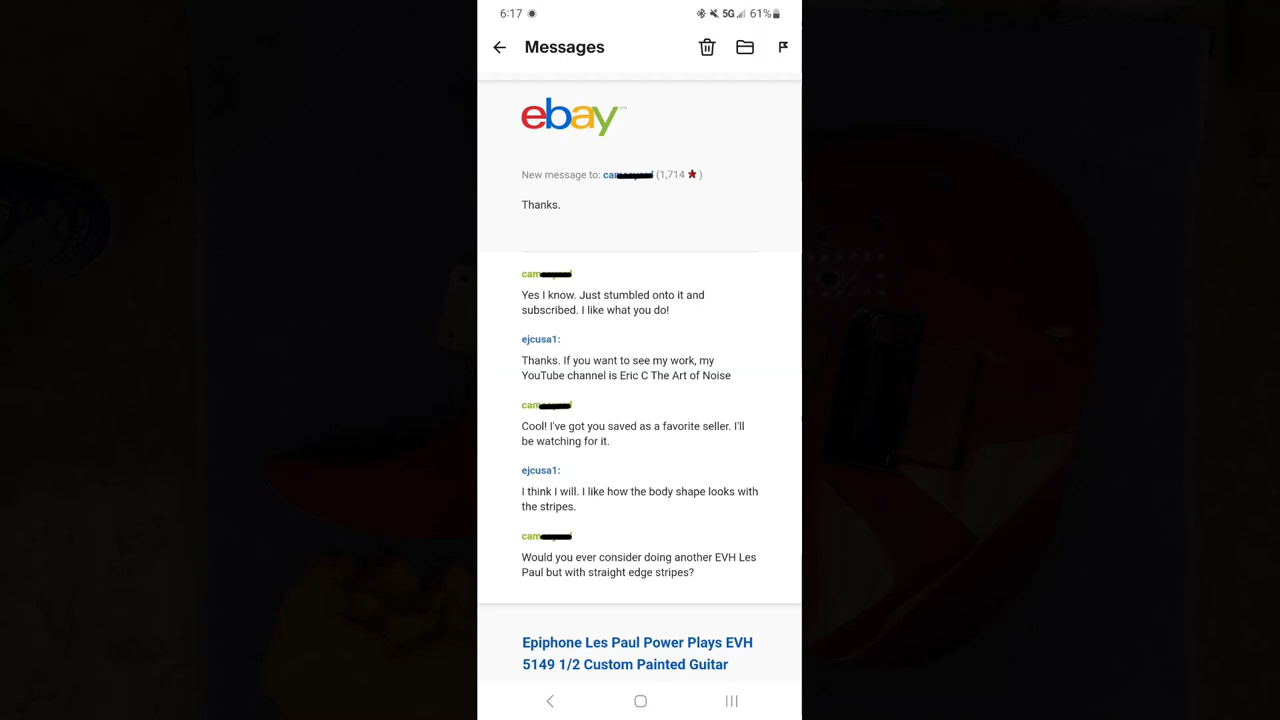 6:17 5G 61%
Messages
ebay
New message to: (1,714 )
Thanks.
Yes I know. Just stumbled onto it and
subscribed. I like what you do!
ejcusa1:
Thanks. If you want to see my work, my
YouTube channel is Eric C The Art of Noise
Cool! I've got you saved as a favorite seller. I'll
be watching for it.
ejcusa1:
I think I will. I like how the body shape looks with
the stripes.
Would you ever consider doing another EVH Les
Paul but with straight edge stripes?
Epiphone Les Paul Power Plays EVH
5149 1/2 Custom Painted Guitar